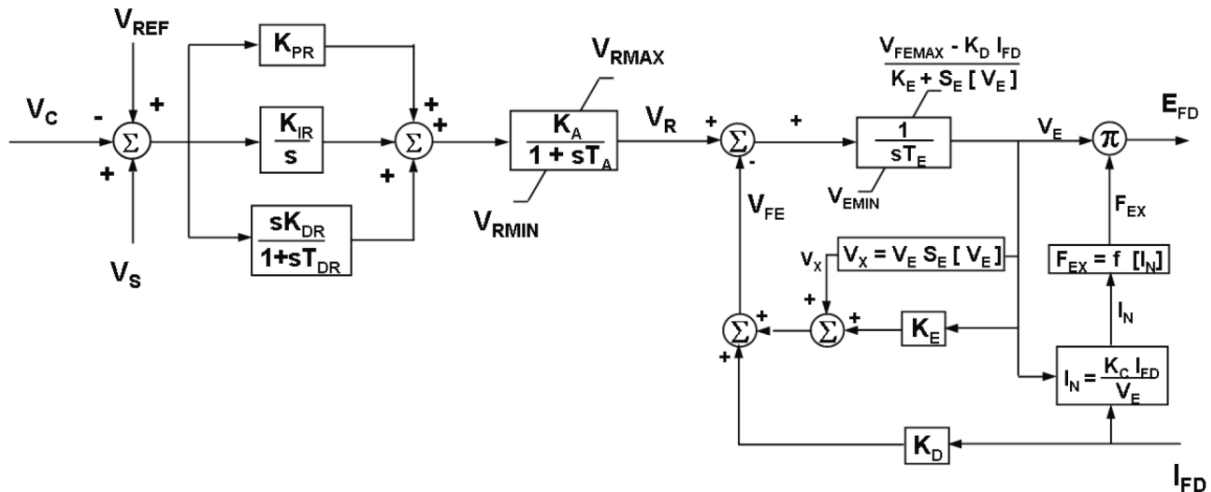 V_REF
V_C
-
+
+
Σ
V_S
K_PR
K_IR
s
sK_DR
1+sT_DR
+
+
+
Σ
V_RMAX
K_A
1 + sT_A
V_RMIN
V_R
+
-
Σ
+
V_FEMAX - K_D I_FD
K_E + S_E [ V_E ]
1
sT_E
V_EMIN
V_E
π
E_FD
V_FE
F_EX
V_X
V_X = V_E S_E [ V_E ]
F_EX = f [I_N]
+
+
Σ
+
+
Σ
K_E
I_N
I_N = K_C I_FD
V_E
K_D
I_FD